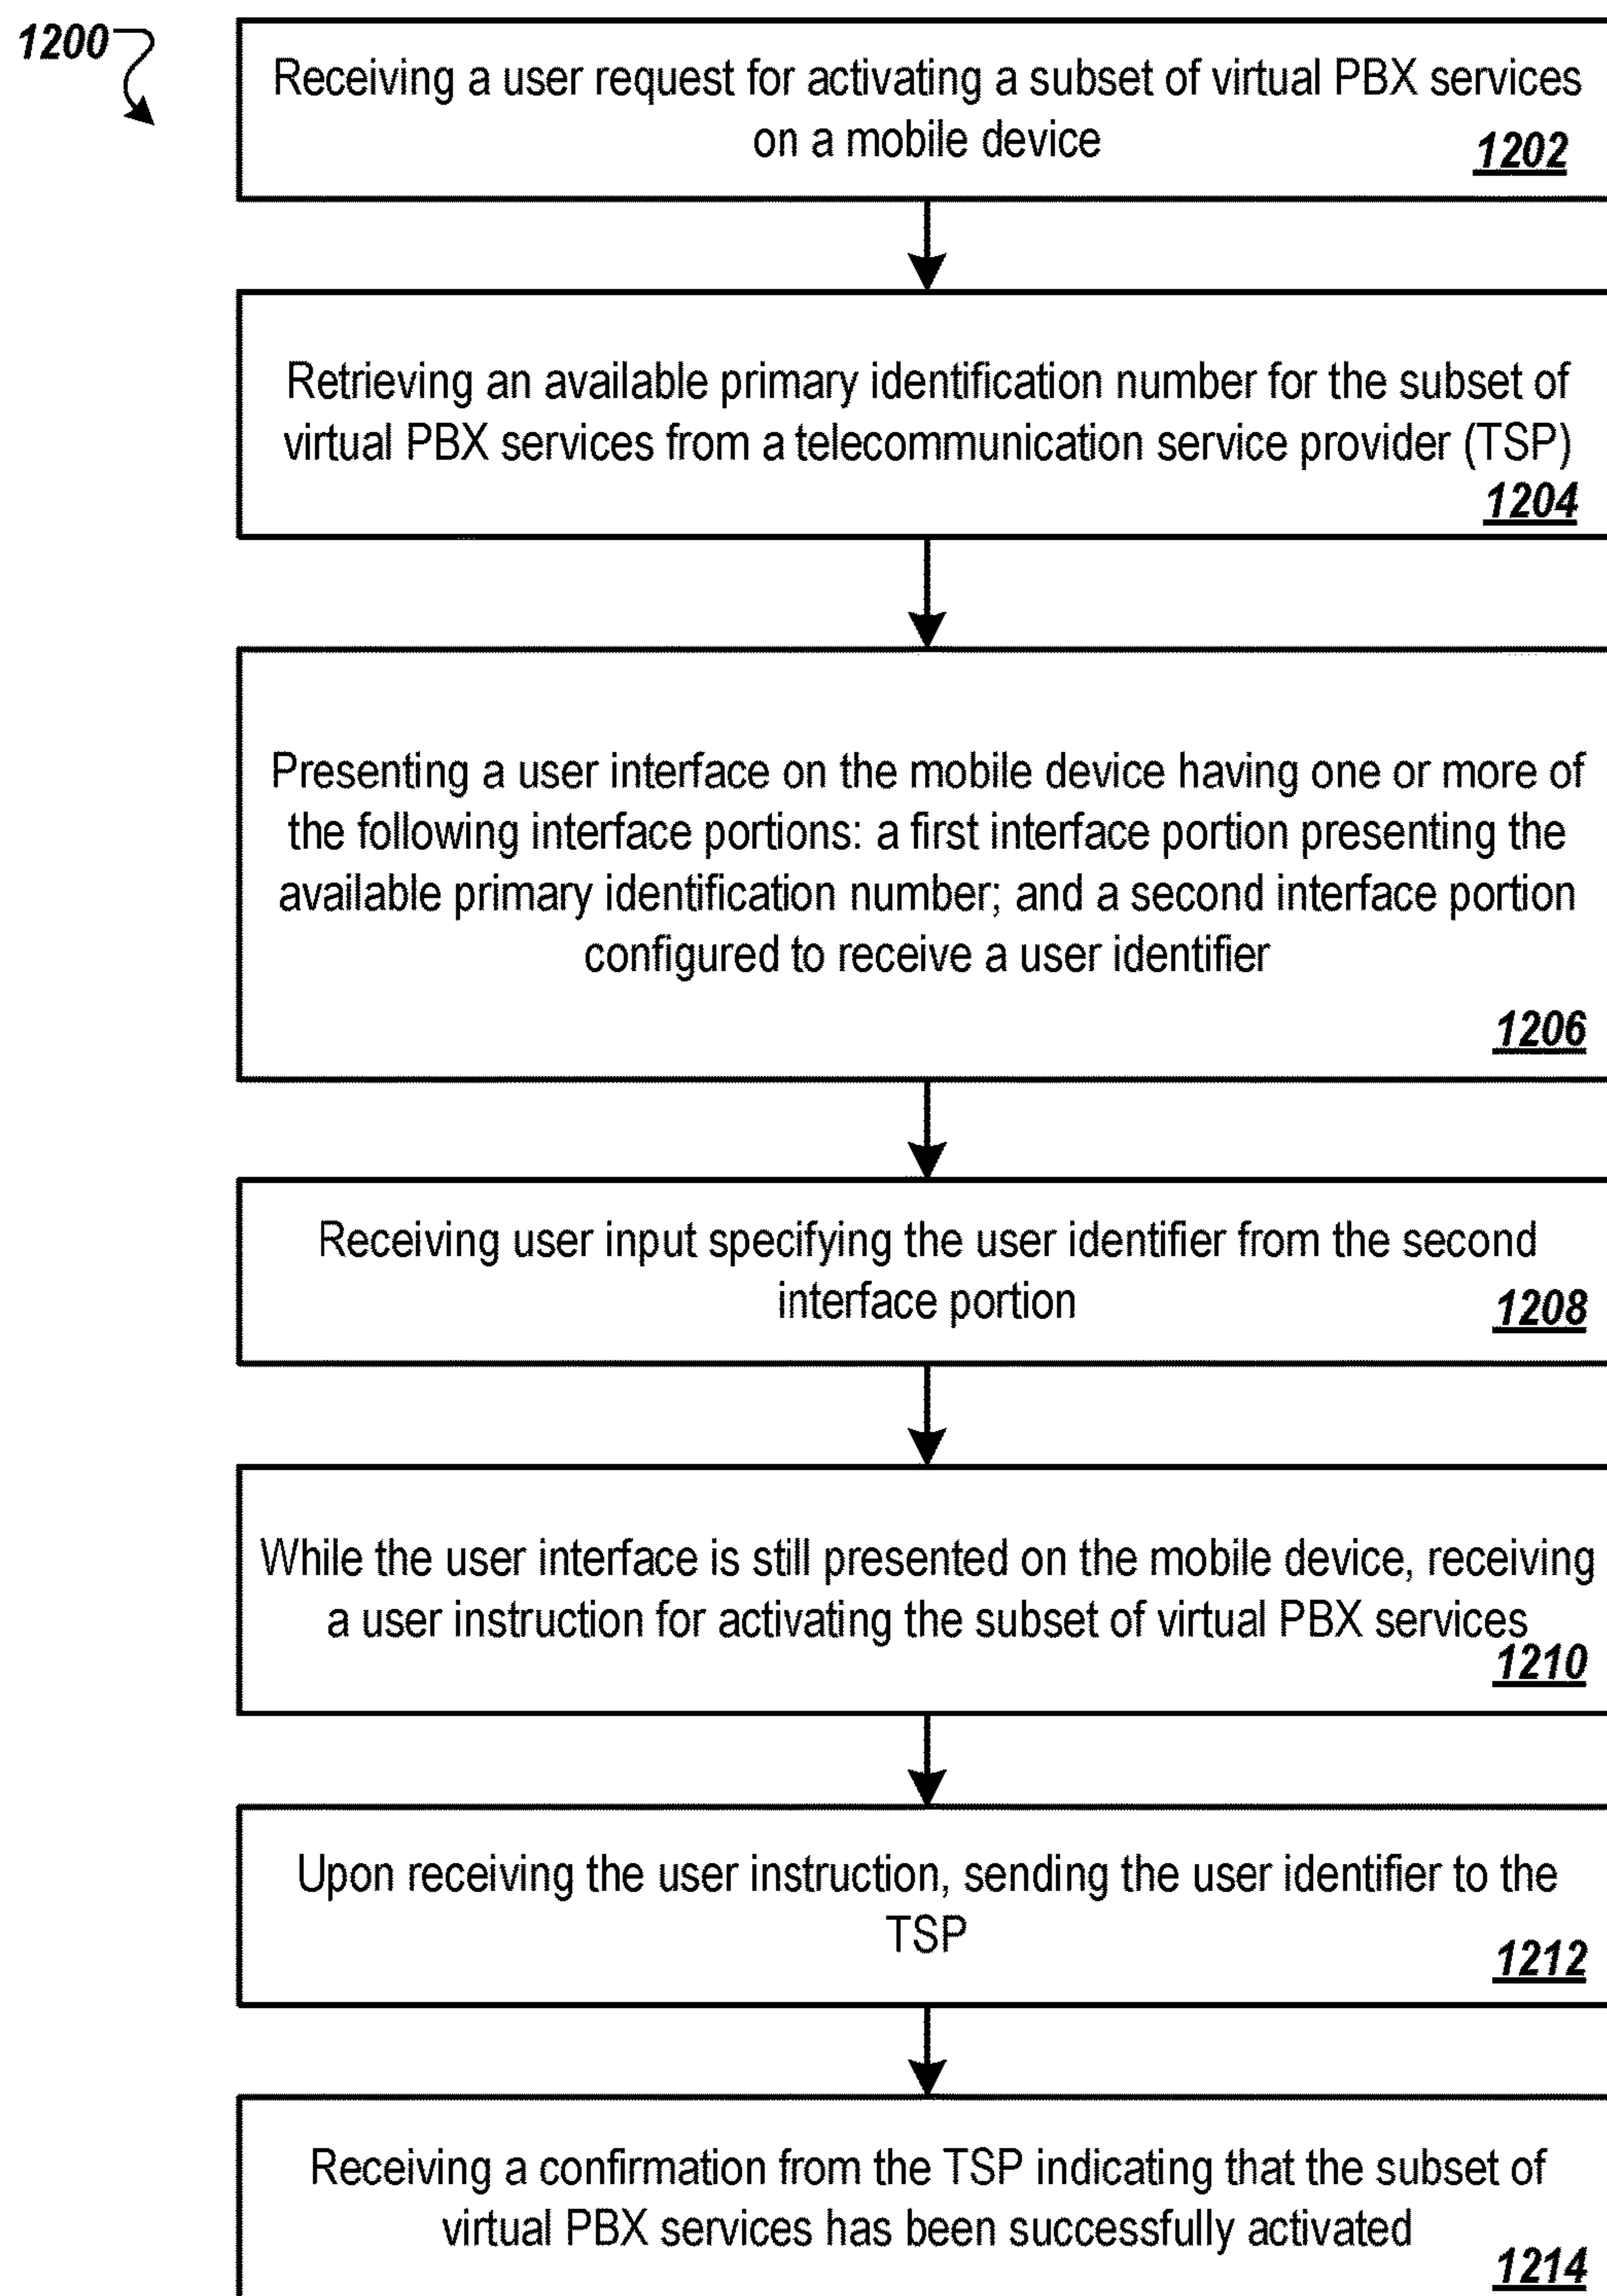 1200
Receiving a user request for activating a subset of virtual PBX services
on a mobile device
1202
Retrieving an available primary identification number for the subset of
virtual PBX services from a telecommunication service provider (TSP)
1204
Presenting a user interface on the mobile device having one or more of
the following interface portions: a first interface portion presenting the
available primary identification number; and a second interface portion
configured to receive a user identifier
1206
Receiving user input specifying the user identifier from the second
interface portion
1208
While the user interface is still presented on the mobile device, receiving
a user instruction for activating the subset of virtual PBX services
1210
Upon receiving the user instruction, sending the user identifier to the
TSP
1212
Receiving a confirmation from the TSP indicating that the subset of
virtual PBX services has been successfully activated
1214